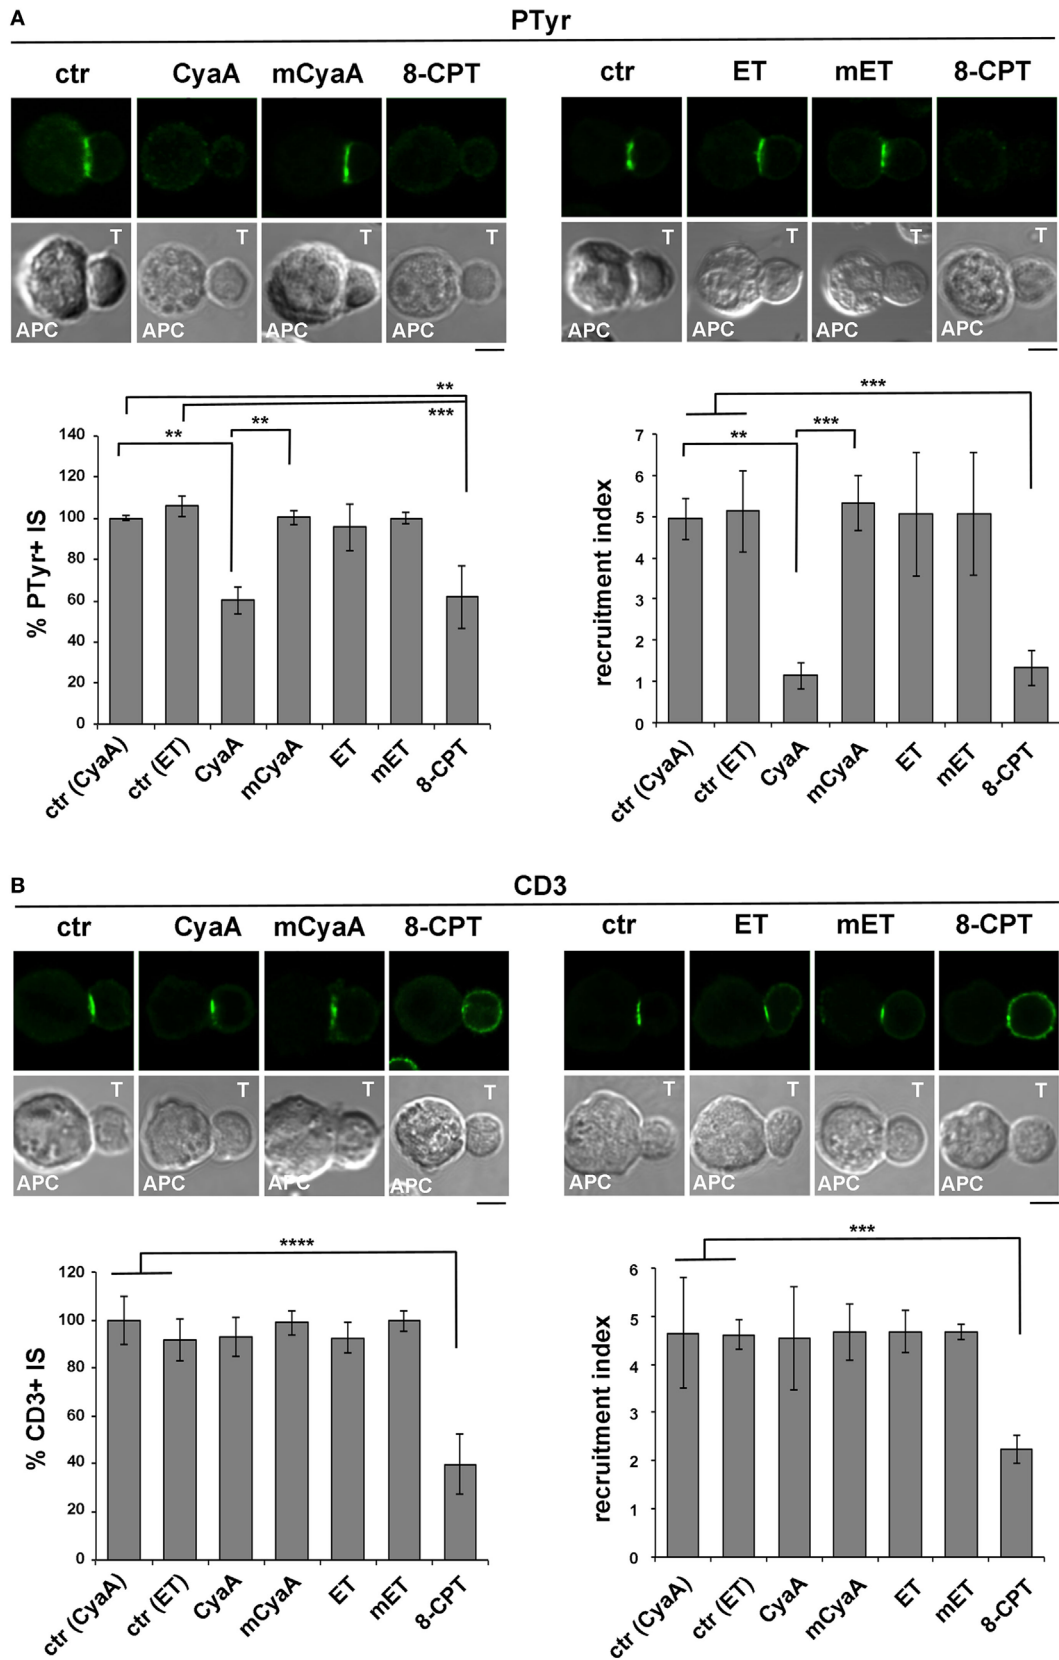 A
PTyr
ctr CyaA mCyaA 8-CPT ctr ET mET 8-CPT
T T T T T T T T
APC APC APC APC APC APC APC APC
** *** ** ** *** ** ***
140
120
100
80
60
40
20
0
% PTyr+ IS
ctr (CyaA) ctr (ET) CyaA mCyaA ET mET 8-CPT
7
6
5
4
3
2
1
0
recruitment index
ctr (CyaA) ctr (ET) CyaA mCyaA ET mET 8-CPT
B
CD3
ctr CyaA mCyaA 8-CPT ctr ET mET 8-CPT
T T T T T T T T
APC APC APC APC APC APC APC APC
**** ***
120
100
80
60
40
20
0
% CD3+ IS
ctr (CyaA) ctr (ET) CyaA mCyaA ET mET 8-CPT
6
5
4
3
2
1
0
recruitment index
ctr (CyaA) ctr (ET) CyaA mCyaA ET mET 8-CPT